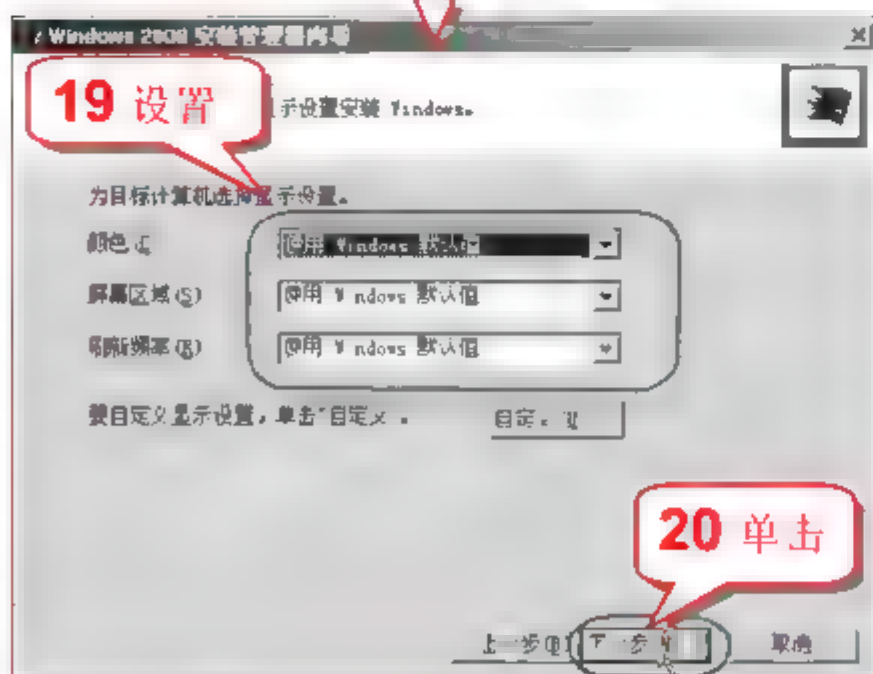 Windows 2000 安装管理器向导
19 设置
示设置安装 Windows。
为目标计算机选择显示设置。
颜色(C) 使用 Windows 默认值
屏幕区域(S) 使用 Windows 默认值
刷新频率(R) 使用 Windows 默认值
要自定义显示设置，单击"自定义"。 自定义
20 单击
上一步(B) 下一步 取消